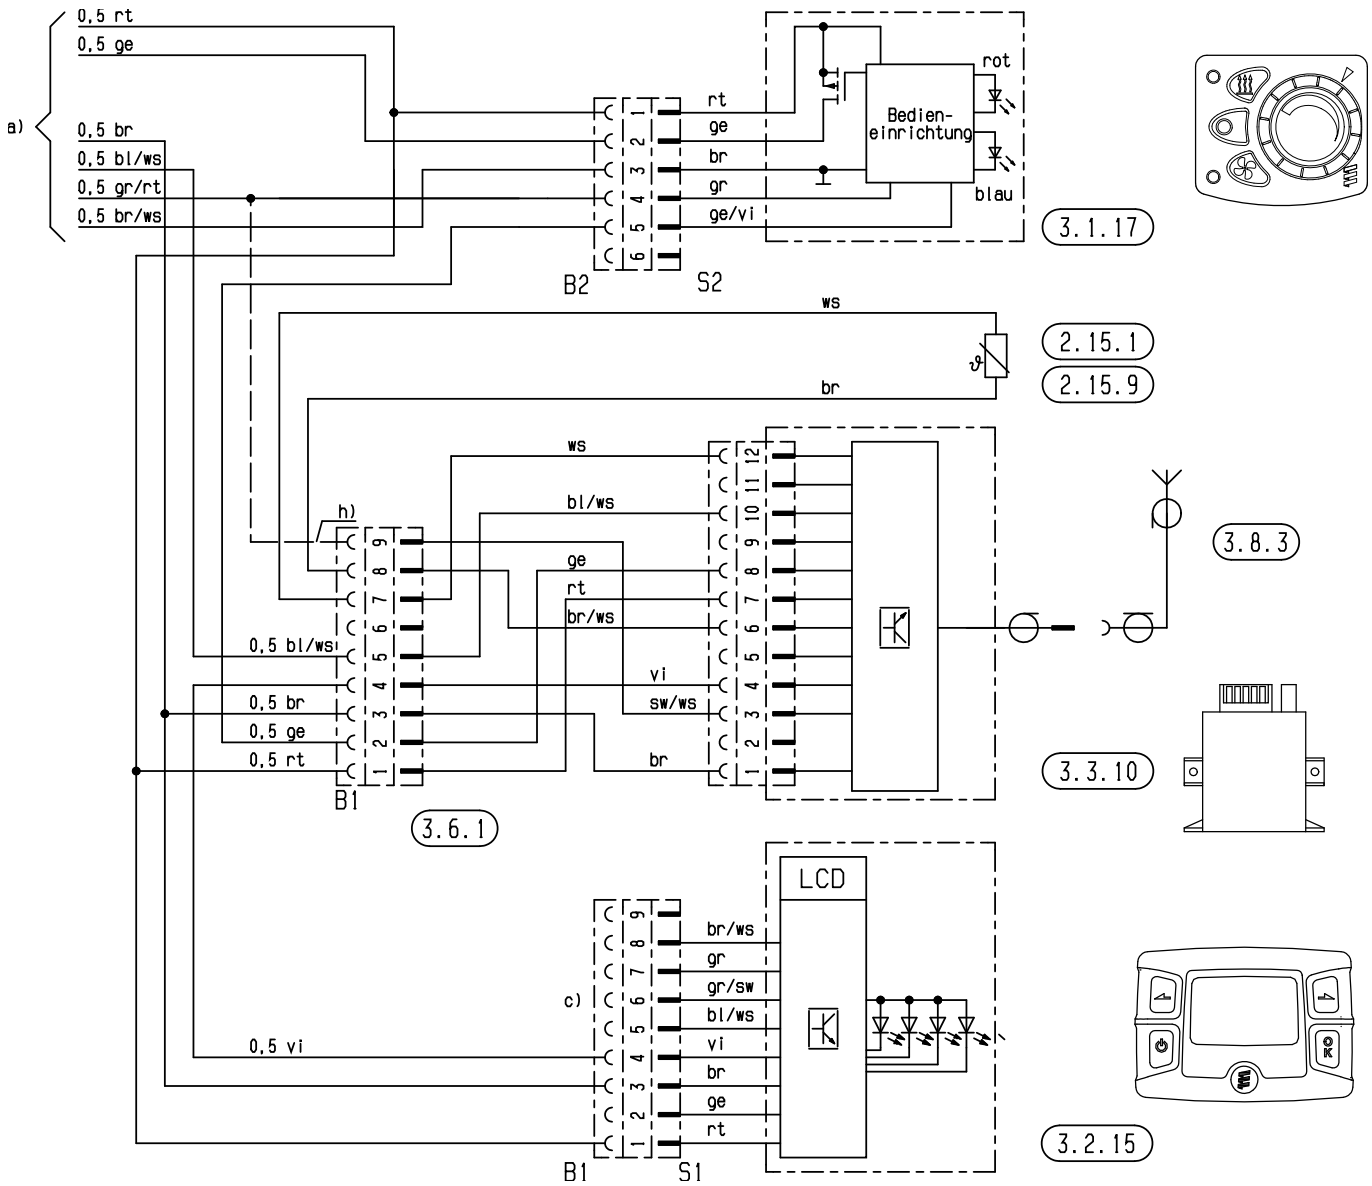 a)
0,5 rt
0,5 ge
0,5 br
0,5 bl/ws
0,5 gr/rt
0,5 br/ws
1
2
3
4
5
6
B2
S2
rt
ge
br
gr
ge/vi
Bedien-
einrichtung
rot
blau
3.1.17
ws
ϑ
br
2.15.1
2.15.9
h)
9
8
7
6
5
4
3
2
1
0,5 bl/ws
0,5 br
0,5 ge
0,5 rt
B1
3.6.1
ws
bl/ws
ge
rt
br/ws
vi
sw/ws
br
12
11
10
9
8
7
6
5
4
3
2
1
3.8.3
3.3.10
LCD
c)
9
8
7
6
5
4
3
2
1
br/ws
gr
gr/sw
bl/ws
vi
br
ge
rt
0,5 vi
B1
S1
OK
3.2.15